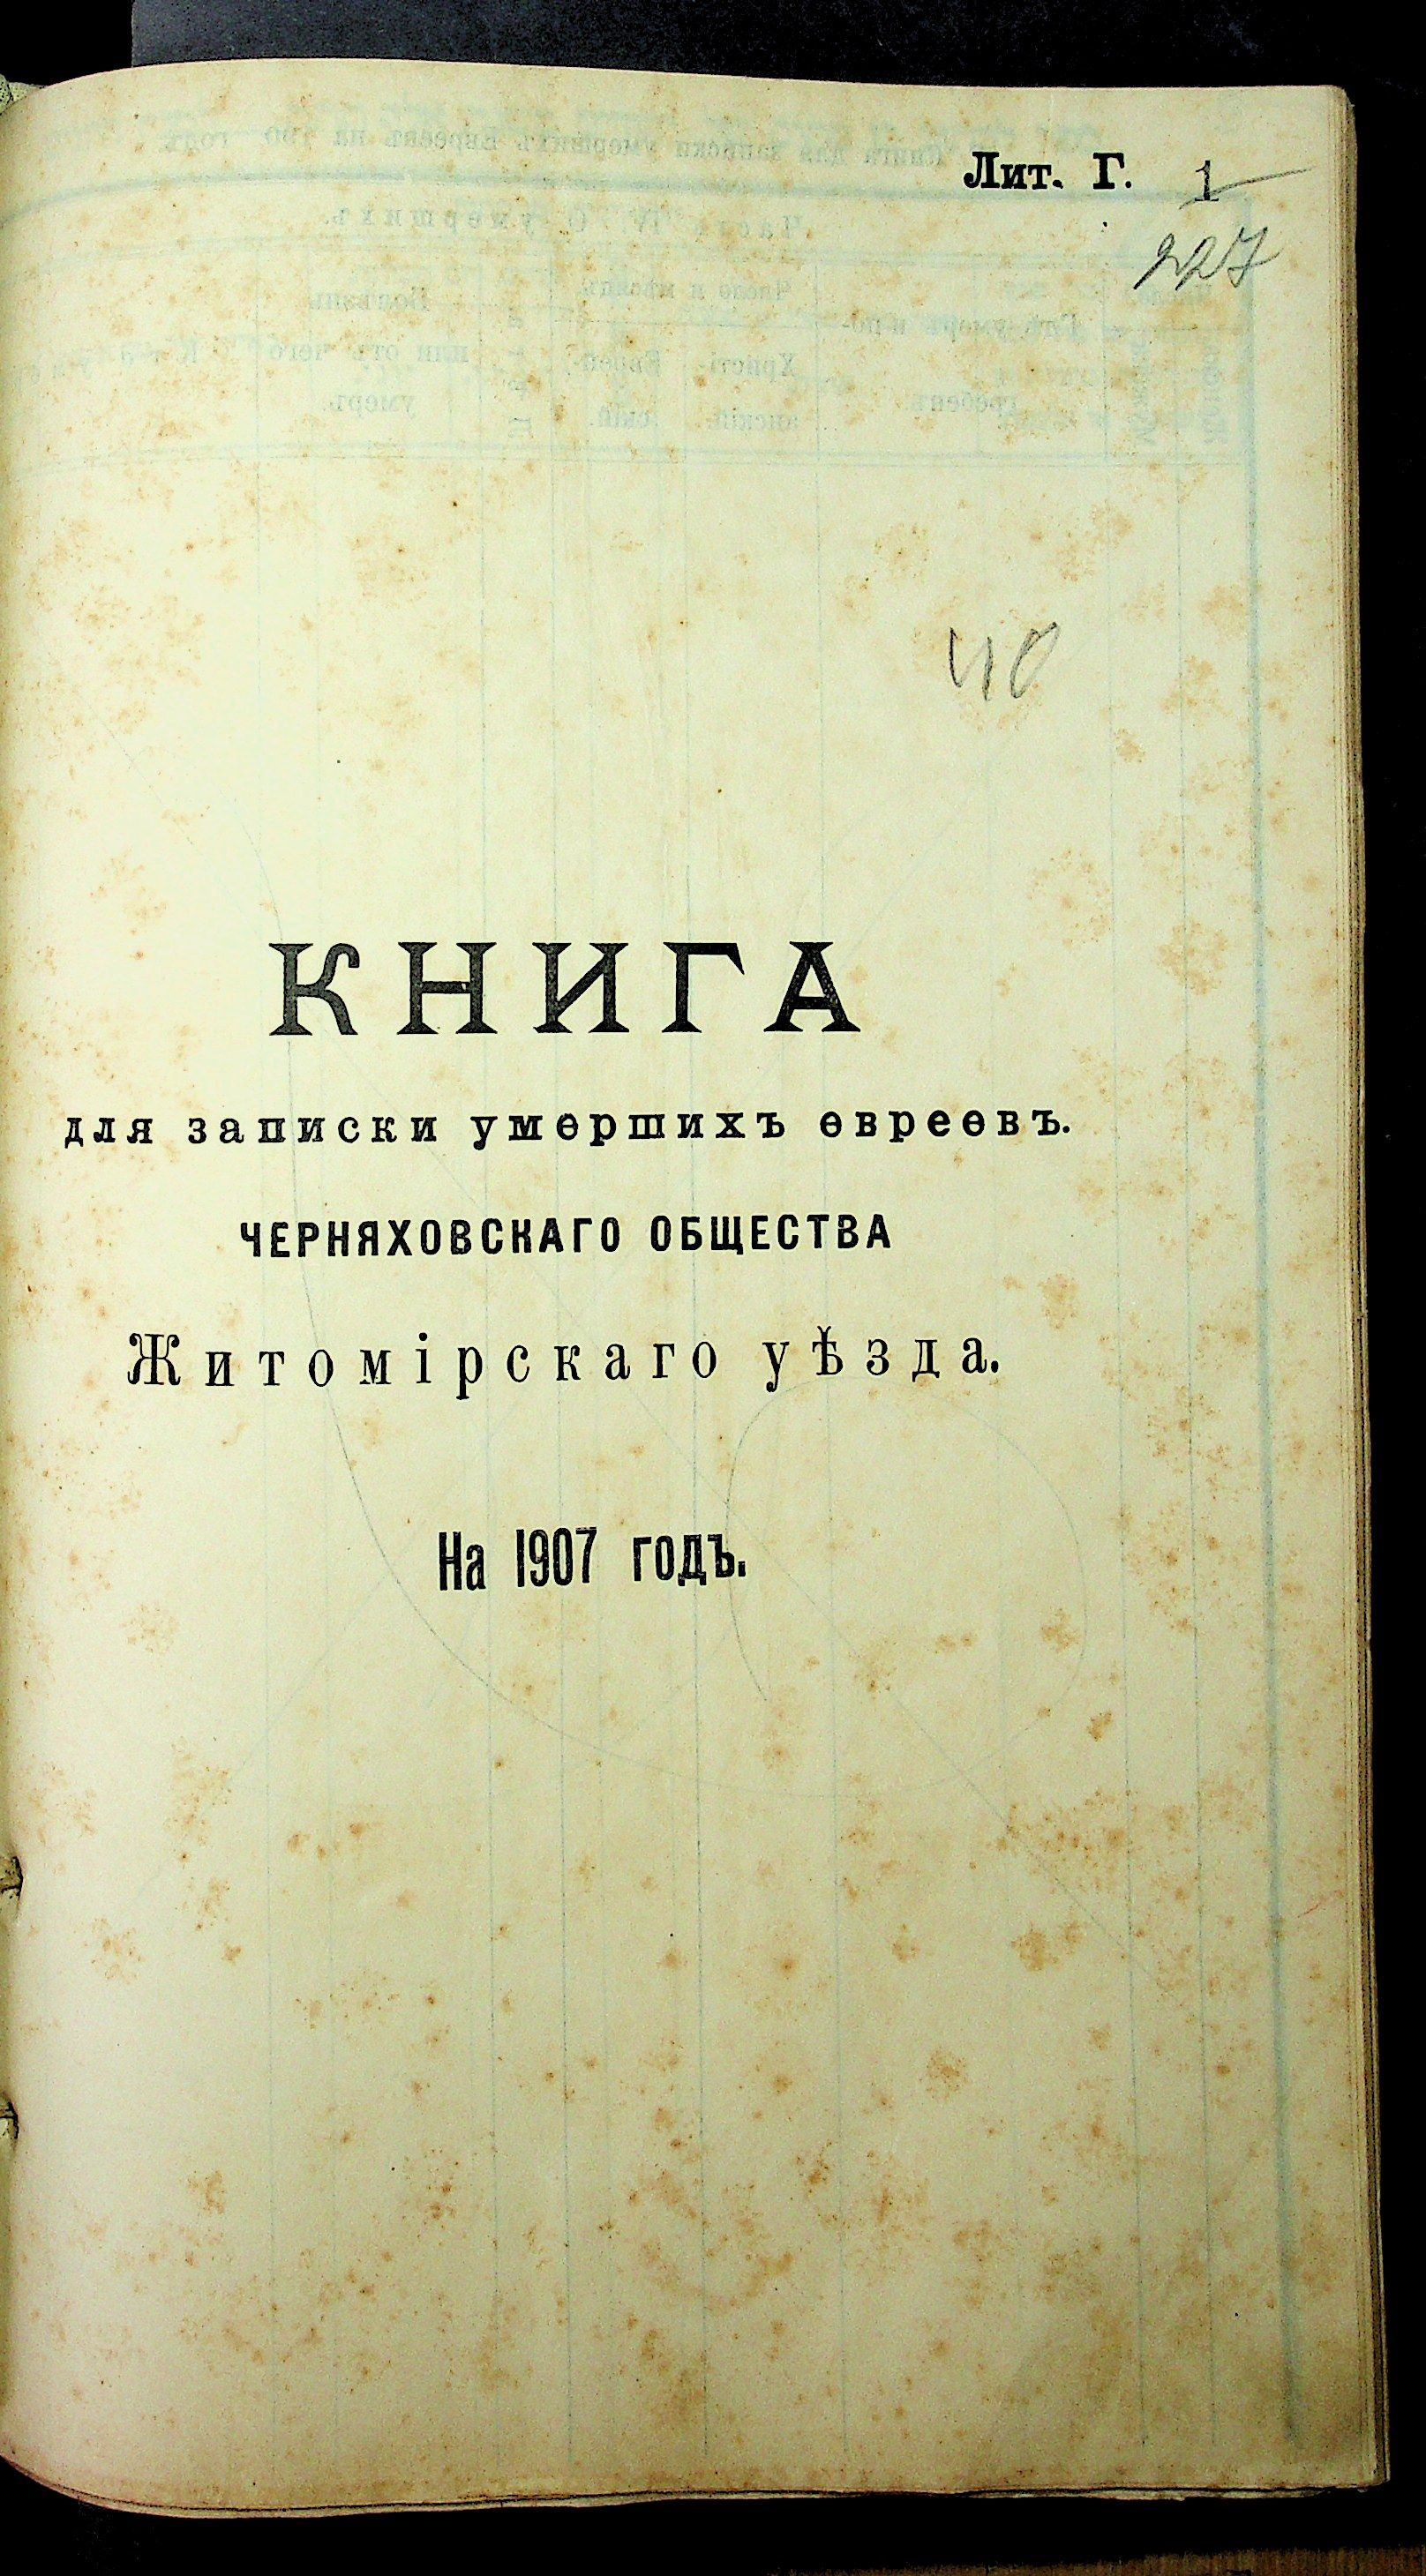 Лит. Г. 1
227
40
КНИГА
для записки умершихъ евреевъ.
ЧЕРНЯХОВСКАГО ОБЩЕСТВА
Житомірскаго уѣзда.
На 1907 годъ.